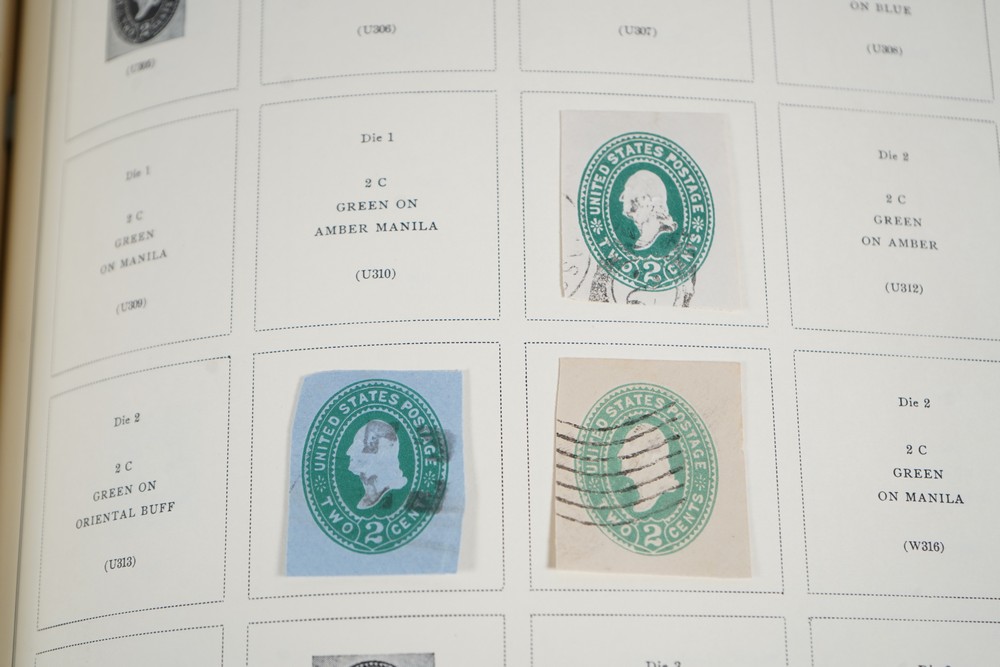 (U306)
(U307)
ON BLUE
(U308)
Die 1
2 C
GREEN
ON MANILA
(U309)
Die 1
2 C
GREEN ON
AMBER MANILA
(U310)
UNITED STATES POSTAGE
TWO 2 CENTS
Die 2
2 C
GREEN
ON AMBER
(U312)
Die 2
2 C
GREEN ON
ORIENTAL BUFF
(U313)
UNITED STATES POSTAGE
TWO 2 CENTS
UNITED STATES POSTAGE
TWO 2 CENTS
Die 2
2 C
GREEN
ON MANILA
(W316)